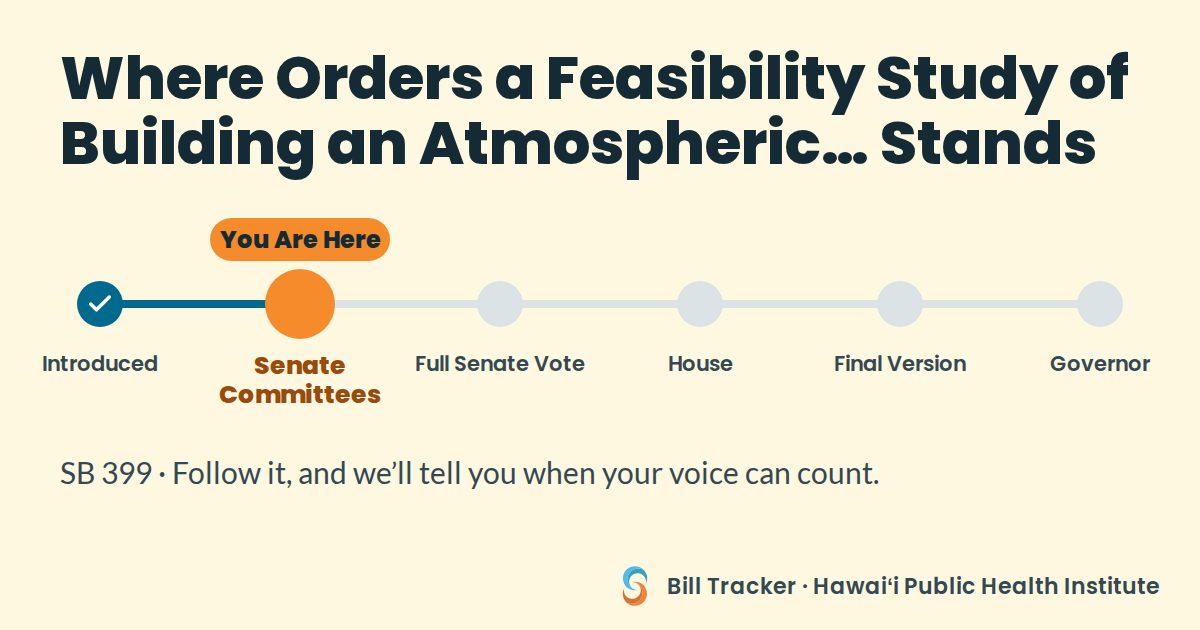 Where Orders a Feasibility Study of
Building an Atmospheric... Stands
You Are Here
Introduced
Senate
Committees
Full Senate Vote
House
Final Version
Governor
SB 399 · Follow it, and we’ll tell you when your voice can count.
Bill Tracker · Hawaiʻi Public Health Institute